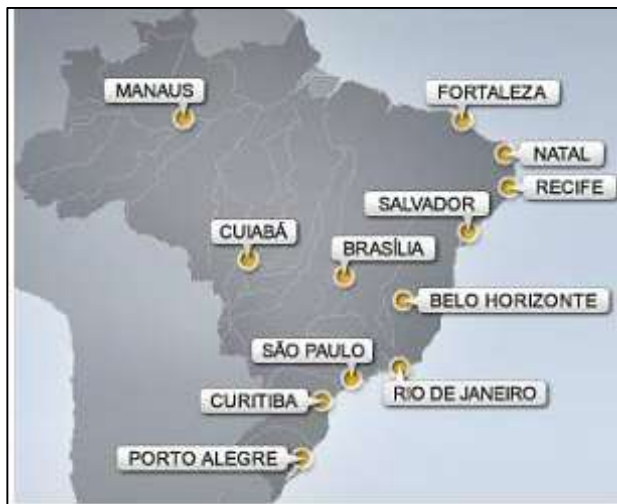 MANAUS
FORTALEZA
NATAL
RECIFE
SALVADOR
CUIABÁ
BRASÍLIA
BELO HORIZONTE
SÃO PAULO
RIO DE JANEIRO
CURITIBA
PORTO ALEGRE